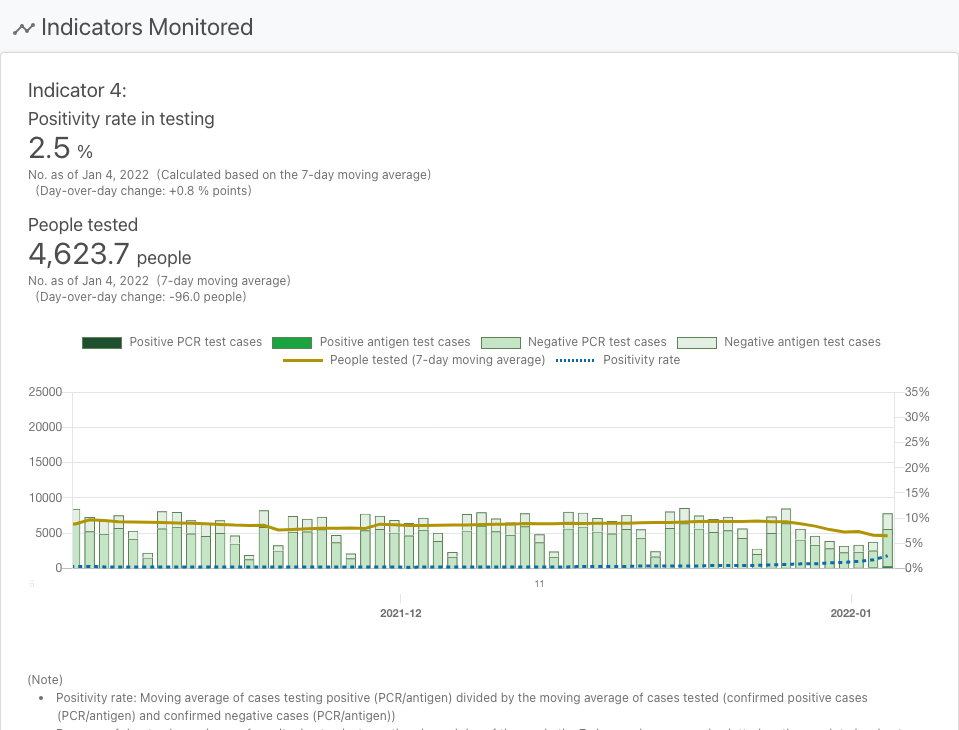 Indicators Monitored
Indicator 4:
Positivity rate in testing
2.5 %
No. as of Jan 4, 2022 (Calculated based on the 7-day moving average)
(Day-over-day change: +0.8 % points)
People tested
4,623.7 people
No. as of Jan 4, 2022 (7-day moving average)
(Day-over-day change: -96.0 people)
Positive PCR test cases Positive antigen test cases Negative PCR test cases Negative antigen test cases
People tested (7-day moving average) Positivity rate
25000 35%
30%
20000
25%
15000
20%
10000 15%
10%
5000
5%
0 0%
11
2021-12 2022-01
(Note)
• Positivity rate: Moving average of cases testing positive (PCR/antigen) divided by the moving average of cases tested (confirmed positive cases
(PCR/antigen) and confirmed negative cases (PCR/antigen))